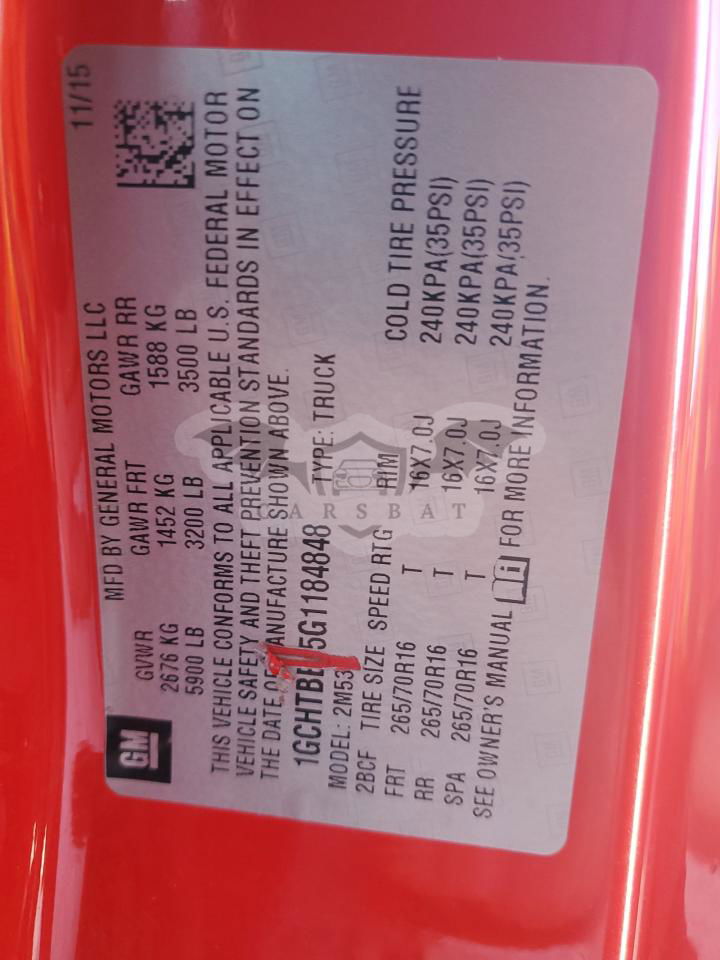 GM
MFD BY GENERAL MOTORS LLC 11/15
GVWR GAWR FRT GAWR RR
2676 KG 1452 KG 1588 KG
5900 LB 3200 LB 3500 LB
THIS VEHICLE CONFORMS TO ALL APPLICABLE U.S. FEDERAL MOTOR
VEHICLE SAFETY AND THEFT PREVENTION STANDARDS IN EFFECT ON
THE DATE MANUFACTURE SHOWN ABOVE.
TYPE: TRUCK
MODEL: 2M53
2BCF TIRE SIZE SPEED RTG RIM COLD TIRE PRESSURE
FRT 265/70R16 T 16X7.0J 240KPA(35PSI)
RR 265/70R16 T 16X7.0J 240KPA(35PSI)
SPA 265/70R16 T 16X7.0J 240KPA(35PSI)
SEE OWNER'S MANUAL FOR MORE INFORMATION.
CARSBAT